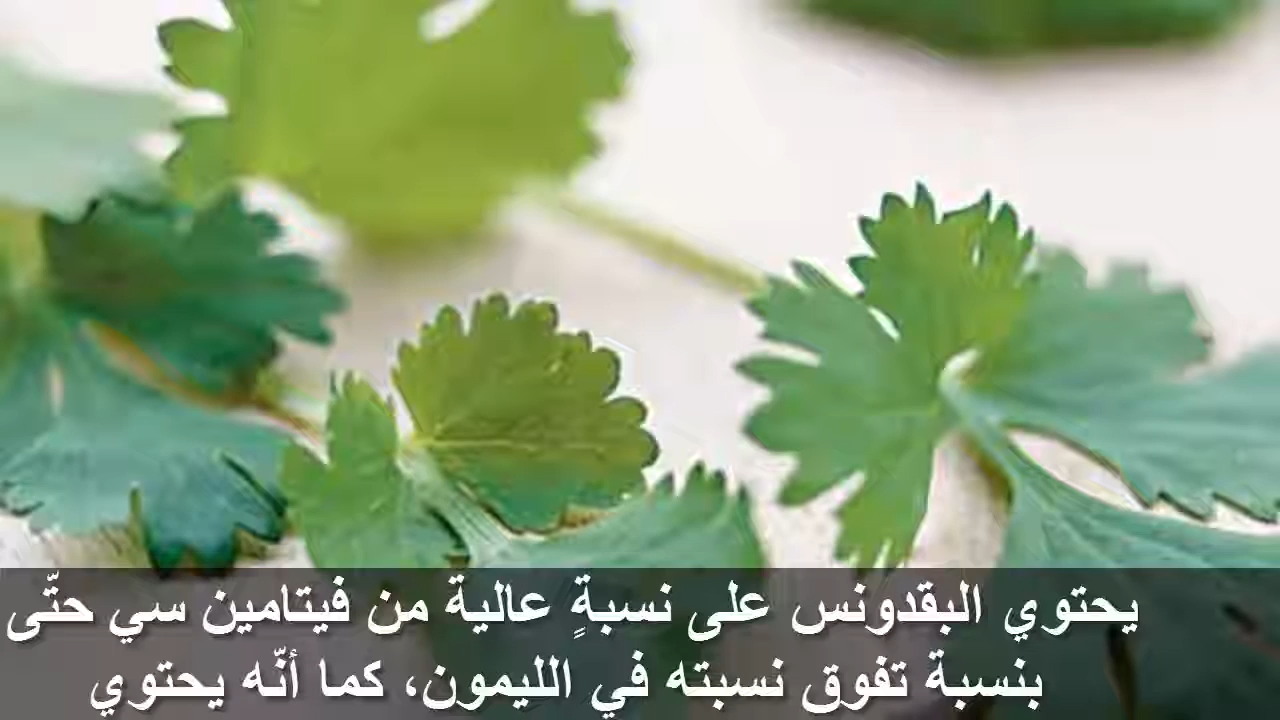 يحتوي البقدونس على نسبةٍ عالية من فيتامين سي حتّى
بنسبة تفوق نسبته في الليمون، كما أنّه يحتوي